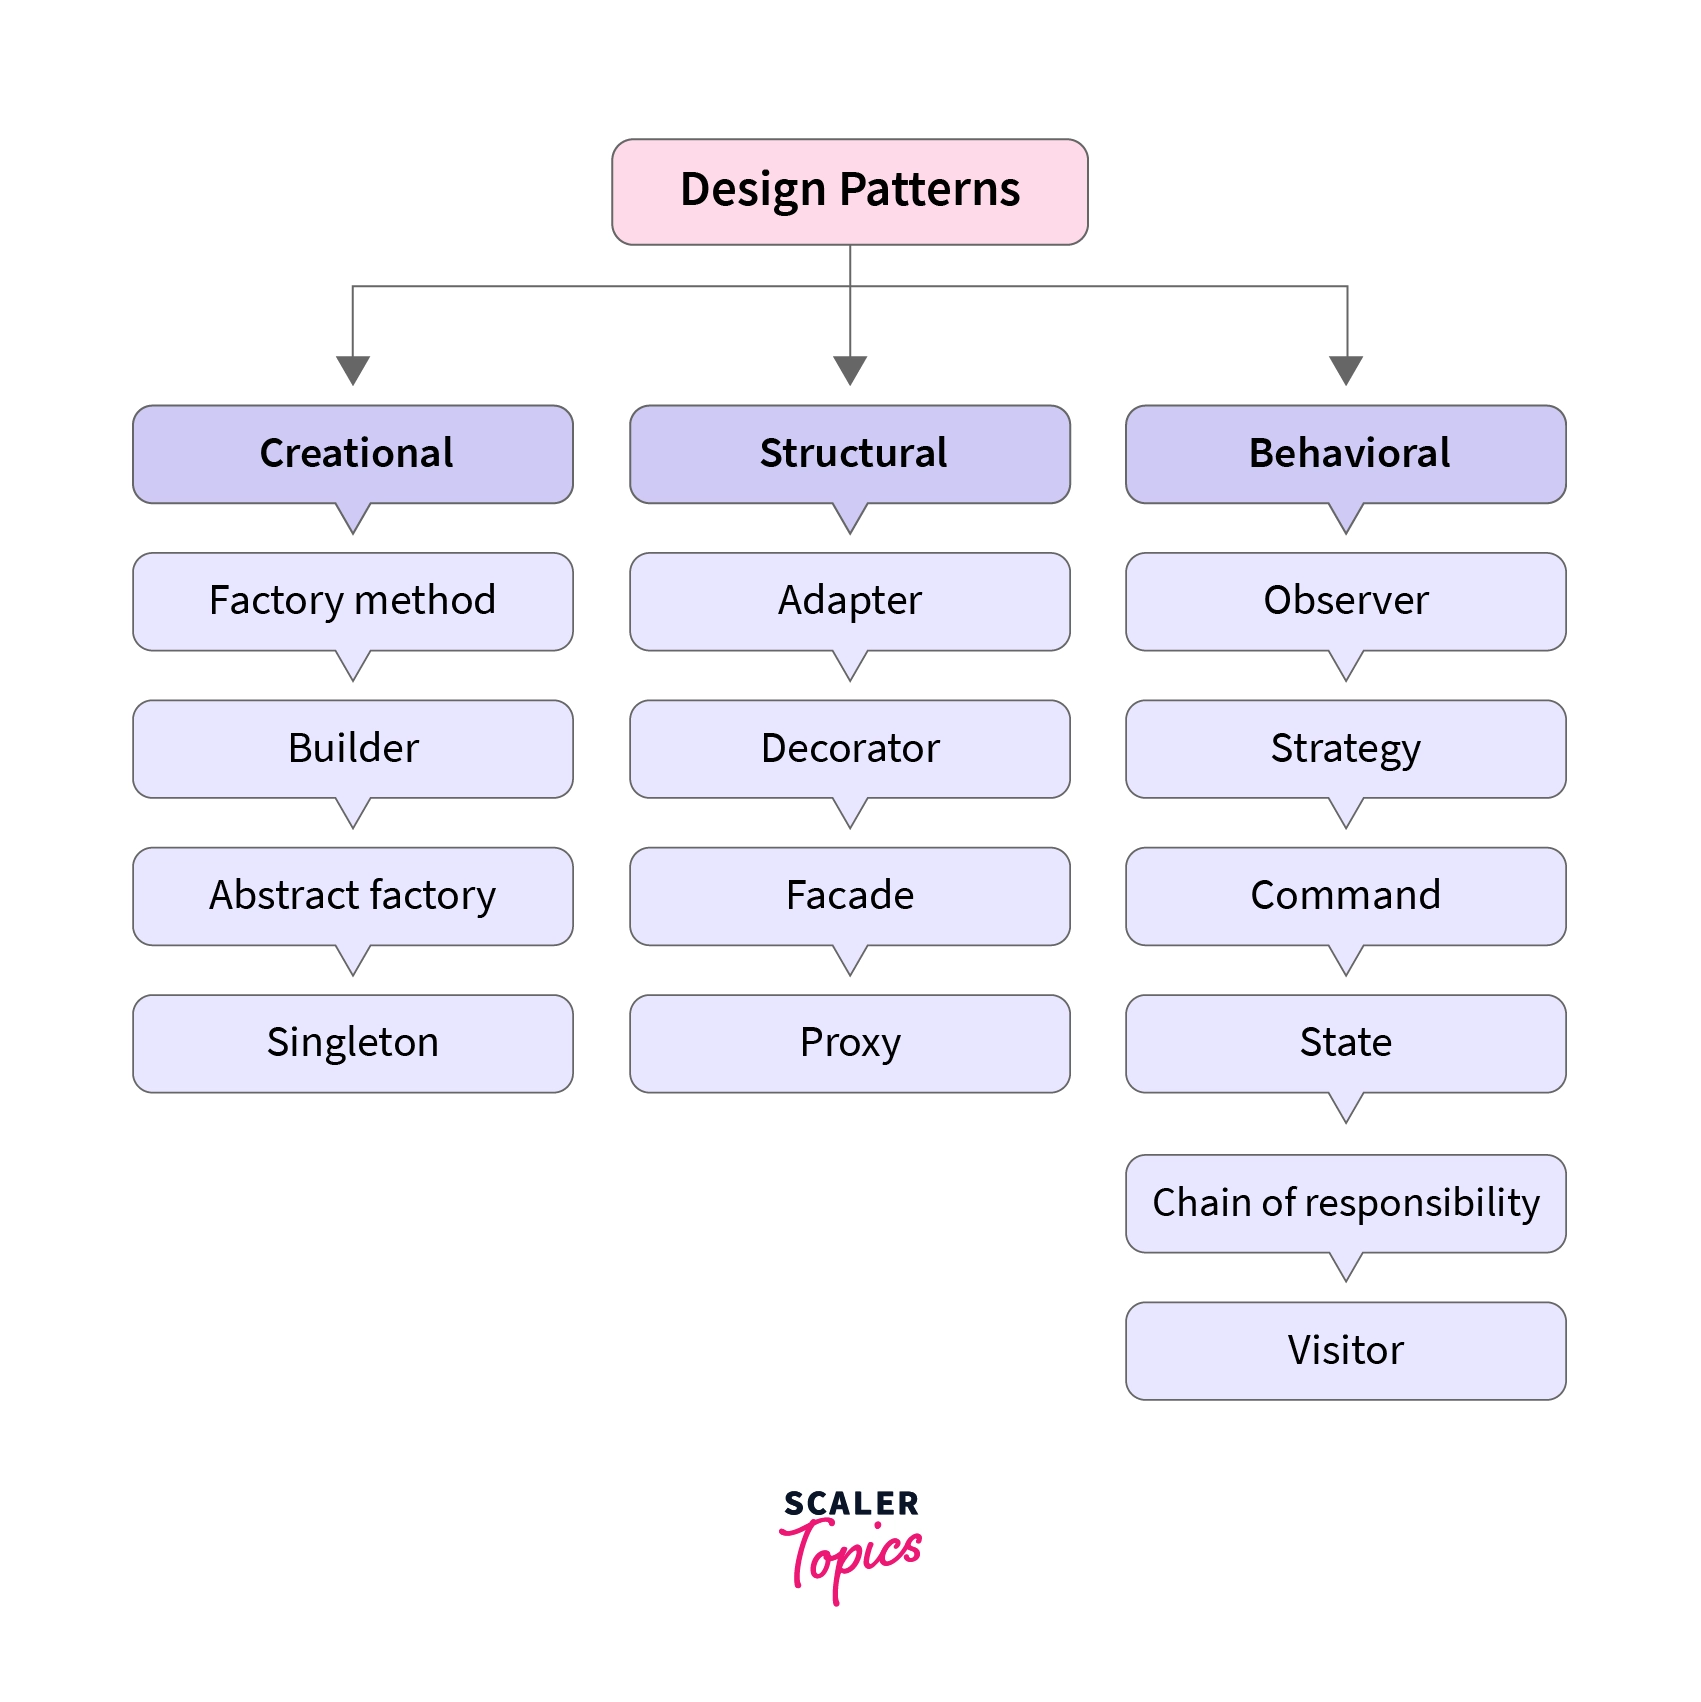 Design Patterns
Creational
Factory method
Builder
Abstract factory
Singleton
Structural
Adapter
Decorator
Facade
Proxy
Behavioral
Observer
Strategy
Command
State
Chain of responsibility
Visitor
SCALER
Topics